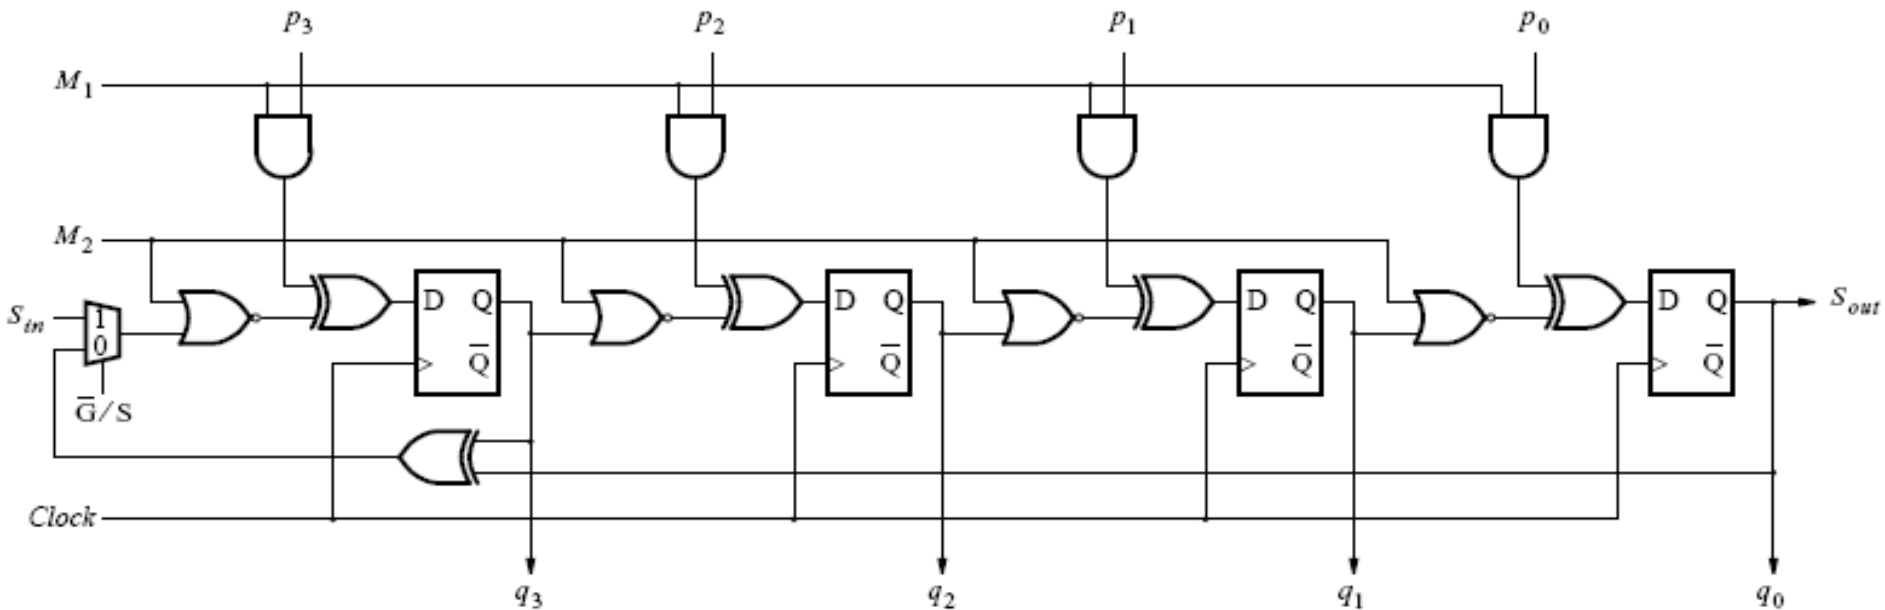 p3 p2 p1 p0
M1
M2
D Q D Q D Q D Q
Sin 1 Sout
0
Q̅ Q̅ Q̅ Q̅
G̅/S
Clock
q3 q2 q1 q0